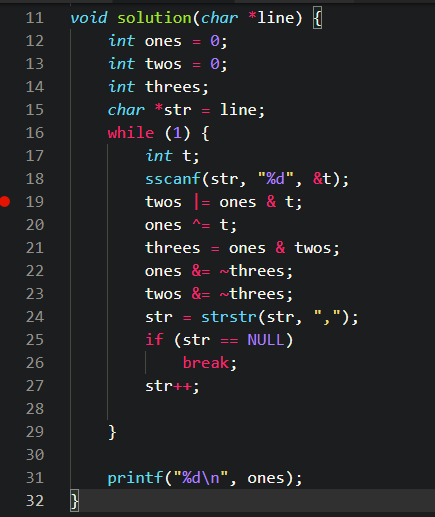 11 void solution(char *line) {
12     int ones = 0;
13     int twos = 0;
14     int threes;
15     char *str = line;
16     while (1) {
17         int t;
18         sscanf(str, "%d", &t);
19         twos |= ones & t;
20         ones ^= t;
21         threes = ones & twos;
22         ones &= ~threes;
23         twos &= ~threes;
24         str = strstr(str, ",");
25         if (str == NULL)
26             break;
27         str++;
28
29     }
30
31     printf("%d\n", ones);
32 }